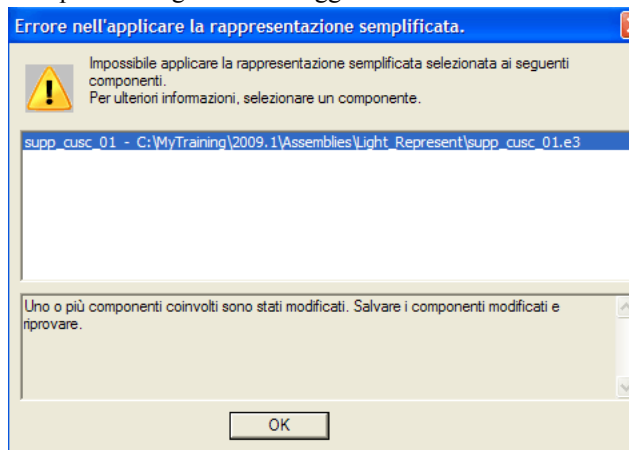 Errore nell'applicare la rappresentazione semplificata.
Impossibile applicare la rappresentazione semplificata selezionata ai seguenti
componenti.
Per ulteriori informazioni, selezionare un componente.
supp_cusc_01 - C:\MyTraining\2009.1\Assemblies\Light_Represent\supp_cusc_01.e3
Uno o più componenti coinvolti sono stati modificati. Salvare i componenti modificati e
riprovare.
OK